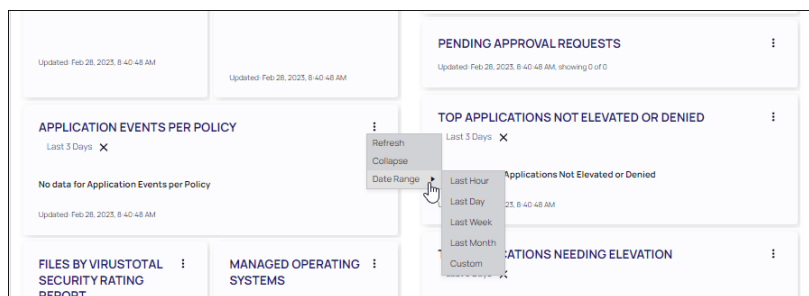 Updated: Feb 28, 2023, 8:40:48 AM
Updated: Feb 28, 2023, 8:40:48 AM
PENDING APPROVAL REQUESTS
Updated: Feb 28, 2023, 8:40:48 AM, showing 0 of 0
APPLICATION EVENTS PER POLICY
Last 3 Days
No data for Application Events per Policy
Updated: Feb 28, 2023, 8:40:48 AM
Refresh
Collapse
Date Range
Last Hour
Last Day
Last Week
Last Month
Custom
TOP APPLICATIONS NOT ELEVATED OR DENIED
Last 3 Days
Applications Not Elevated or Denied
23, 8:40:48 AM
FILES BY VIRUSTOTAL
SECURITY RATING
REPORT
MANAGED OPERATING
SYSTEMS
CATIONS NEEDING ELEVATION